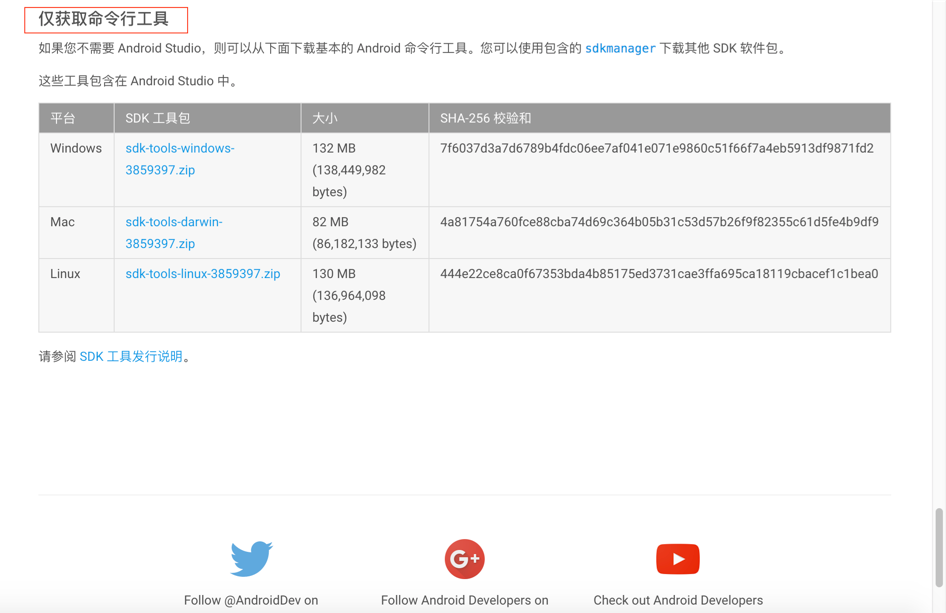 仅获取命令行工具
如果您不需要 Android Studio，则可以从下面下载基本的 Android 命令行工具。您可以使用包含的 sdkmanager 下载其他 SDK 软件包。
这些工具包含在 Android Studio 中。
平台 SDK 工具包 大小 SHA-256 校验和
Windows sdk-tools-windows- 132 MB 7f6037d3a7d6789b4fdc06ee7af041e071e9860c51f66f7a4eb5913df9871fd2
3859397.zip (138,449,982
bytes)
Mac sdk-tools-darwin- 82 MB 4a81754a760fce88cba74d69c364b05b31c53d57b26f9f82355c61d5fe4b9df9
3859397.zip (86,182,133 bytes)
Linux sdk-tools-linux-3859397.zip 130 MB 444e22ce8ca0f67353bda4b85175ed3731cae3ffa695ca18119cbacef1c1bea0
(136,964,098
bytes)
请参阅 SDK 工具发行说明。
G+
Follow @AndroidDev on Follow Android Developers on Check out Android Developers